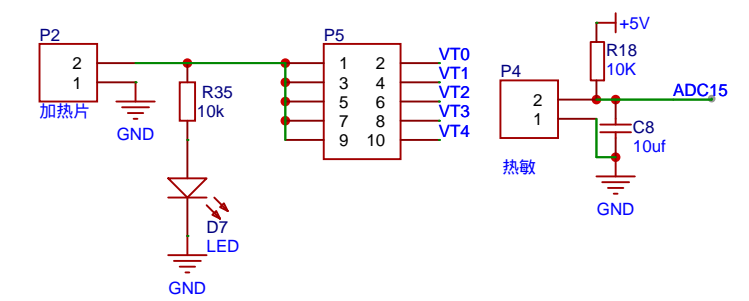 P2
2
1
加热片
GND
R35
10k
D7
LED
GND
P5
1 2
3 4
5 6
7 8
9 10
VT0
VT1
VT2
VT3
VT4
+5V
R18
10K
P4
2
1
热敏
ADC15
C8
10uf
GND